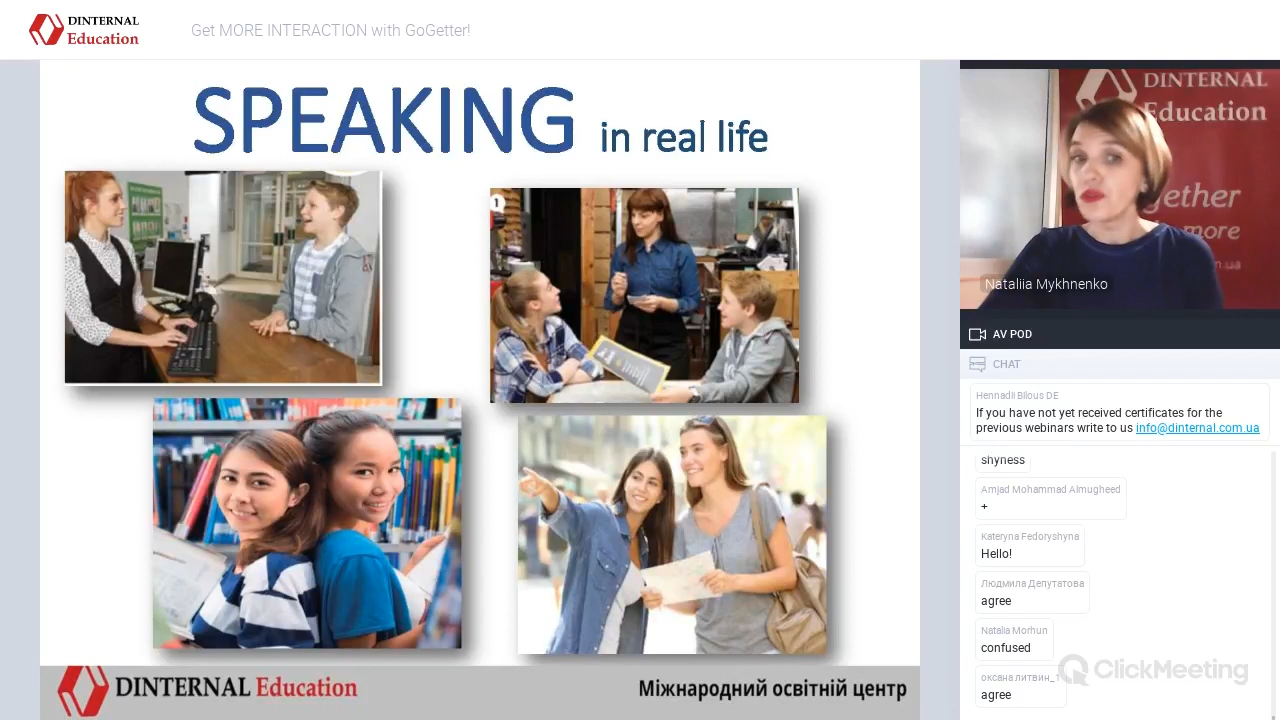 DINTERNAL
Education
Get MORE INTERACTION with GoGetter!
SPEAKING in real life
1
DINTERNAL Education
Міжнародний освітній центр
DINTERNAL
Education
gether
more
Nataliia Mykhnenko
AV POD
CHAT
Hennadii Bilous DE
If you have not yet received certificates for the
previous webinars write to us info@dinternal.com.ua
shyness
Amjad Mohammad Almugheed
+
Kateryna Fedoryshyna
Hello!
Людмила Депутатова
agree
Natalia Morhun
confused
оксана литвин_1
agree
ClickMeeting